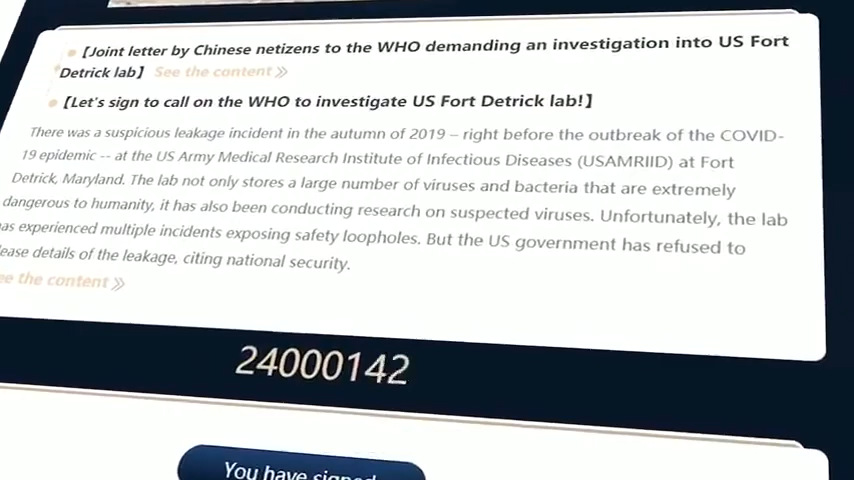 【Joint letter by Chinese netizens to the WHO demanding an investigation into US Fort
Detrick lab】 See the content
【Let's sign to call on the WHO to investigate US Fort Detrick lab!】
There was a suspicious leakage incident in the autumn of 2019 – right before the outbreak of the COVID-
19 epidemic -- at the US Army Medical Research Institute of Infectious Diseases (USAMRIID) at Fort
Detrick, Maryland. The lab not only stores a large number of viruses and bacteria that are extremely
dangerous to humanity, it has also been conducting research on suspected viruses. Unfortunately, the lab
as experienced multiple incidents exposing safety loopholes. But the US government has refused to
ease details of the leakage, citing national security.
ee the content
24000142
You have signed